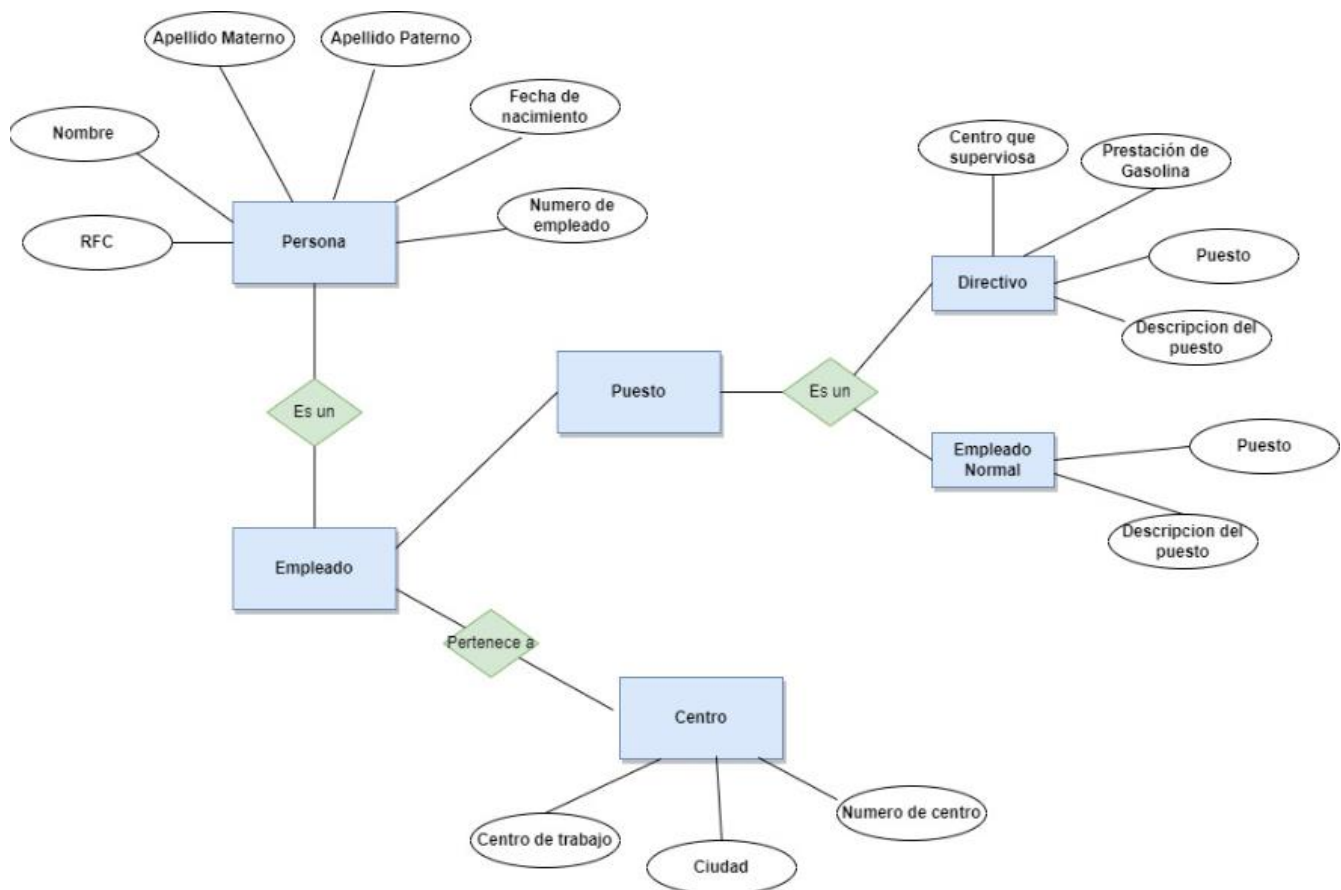 Apellido Materno
Apellido Paterno
Fecha de
nacimiento
Nombre
Numero de
empleado
RFC
Persona
Centro que
superviosa
Prestación de
Gasolina
Puesto
Directivo
Descripcion del
puesto
Es un
Puesto
Es un
Empleado
Normal
Puesto
Descripcion del
puesto
Empleado
Pertenece a
Centro
Centro de trabajo
Ciudad
Numero de centro